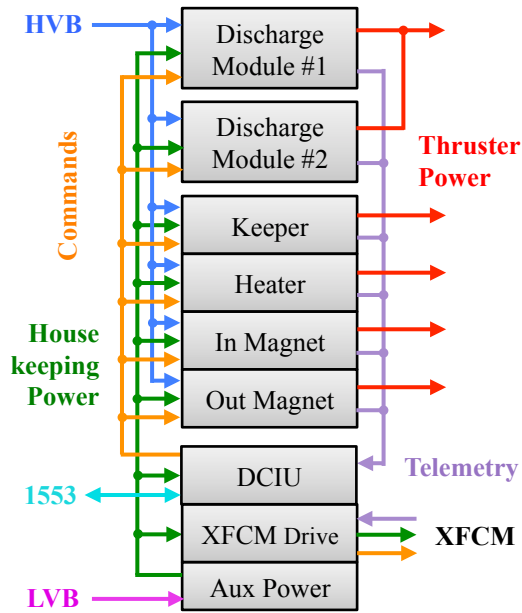 HVB
Discharge
Module #1
Discharge
Module #2
Thruster
Power
Commands
Keeper
Heater
House
keeping
Power
In Magnet
Out Magnet
DCIU
Telemetry
1553
XFCM Drive
XFCM
Aux Power
LVB